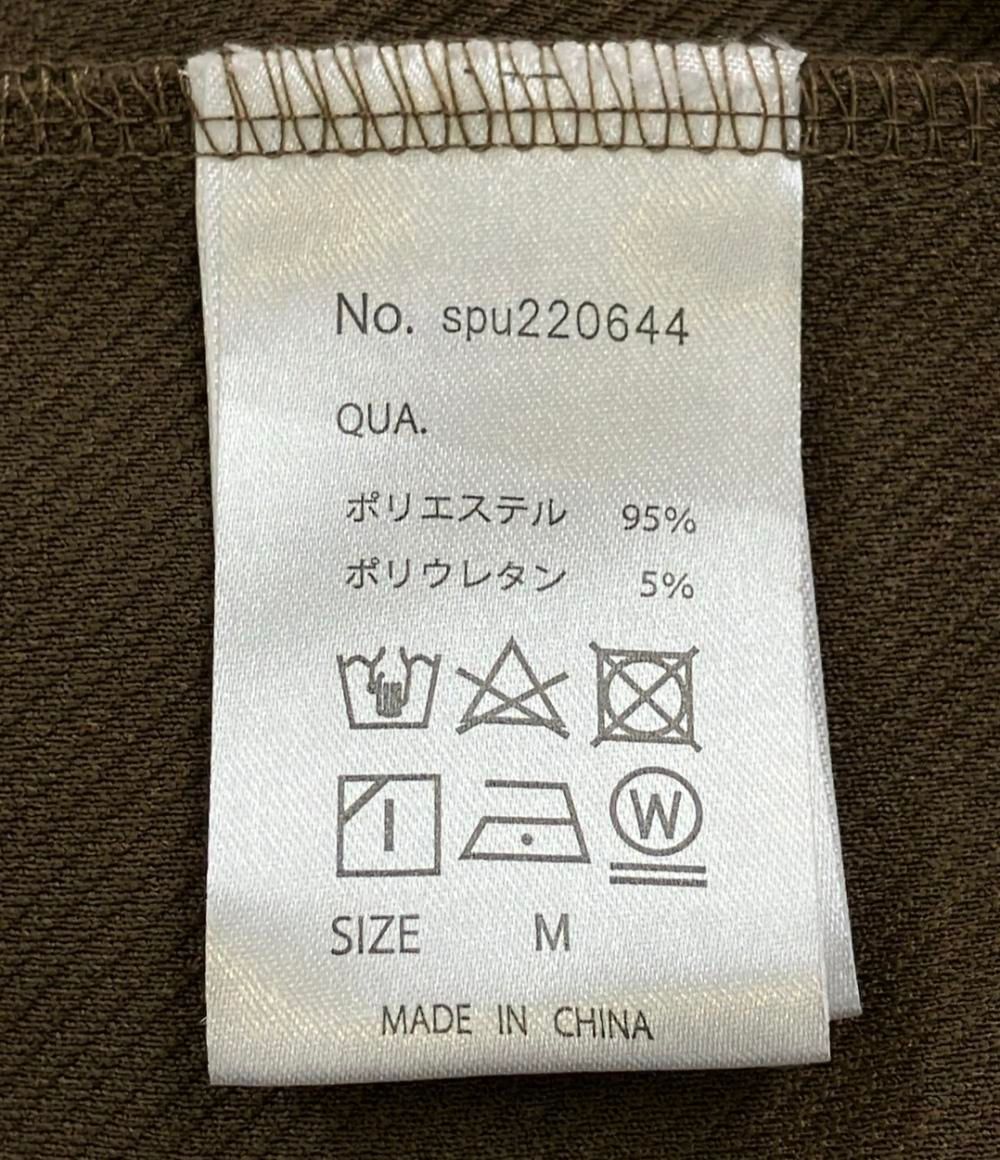 No. spu220644
QUA.
ポリエステル 95%
ポリウレタン 5%
W
SIZE M
MADE IN CHINA